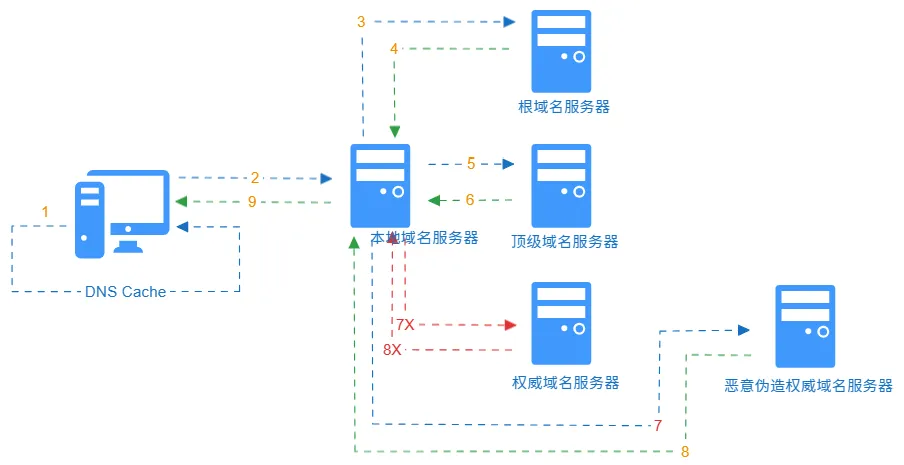 3
4
根域名服务器
2
5
9
6
1
本地域名服务器
顶级域名服务器
DNS Cache
7X
8X
权威域名服务器
恶意伪造权威域名服务器
7
8